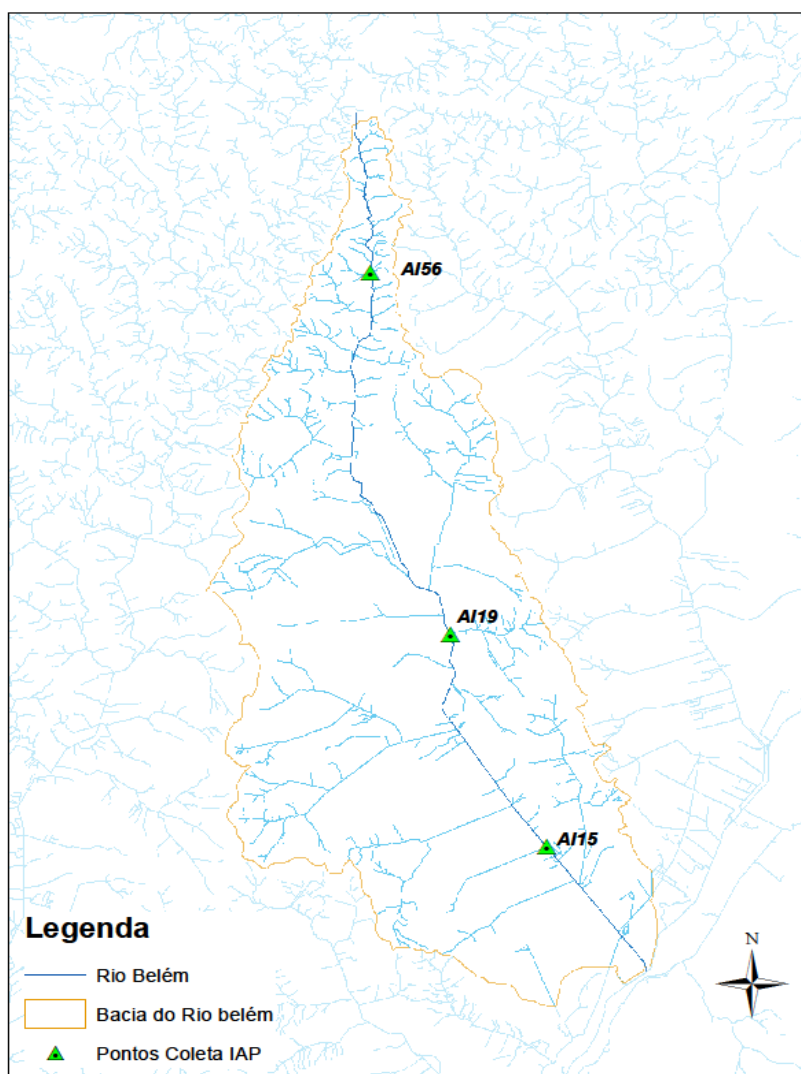 AI56
AI19
AI15
Legenda
Rio Belém
Bacia do Rio belém
Pontos Coleta IAP
N